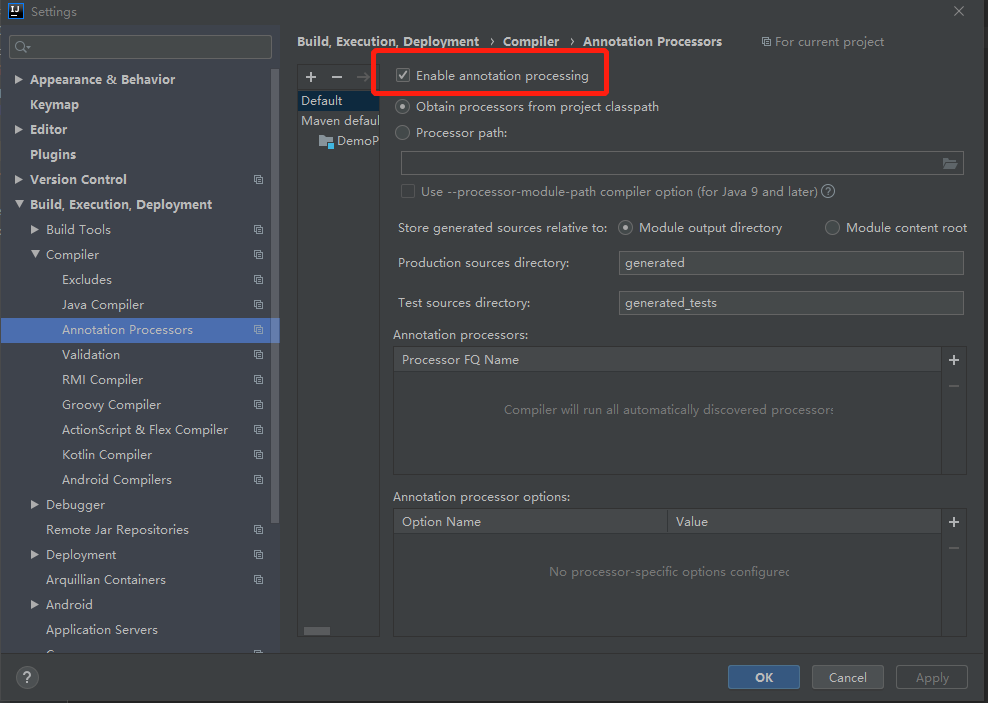 Settings
Appearance & Behavior
Keymap
Editor
Plugins
Version Control
Build, Execution, Deployment
Build Tools
Compiler
Excludes
Java Compiler
Annotation Processors
Validation
RMI Compiler
Groovy Compiler
ActionScript & Flex Compiler
Kotlin Compiler
Android Compilers
Debugger
Remote Jar Repositories
Deployment
Arquillian Containers
Android
Application Servers
Build, Execution, Deployment › Compiler › Annotation Processors
For current project
Default
Maven defaul
DemoP
Enable annotation processing
Obtain processors from project classpath
Processor path:
Use --processor-module-path compiler option (for Java 9 and later) ?
Store generated sources relative to: Module output directory Module content root
Production sources directory: generated
Test sources directory: generated_tests
Annotation processors:
Processor FQ Name
Compiler will run all automatically discovered processors
Annotation processor options:
Option Name Value
No processor-specific options configured
?
OK Cancel Apply